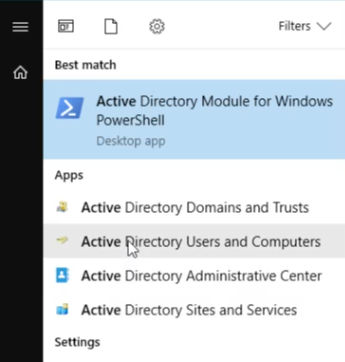 Filters
Best match
Active Directory Module for Windows
PowerShell
Desktop app
Apps
Active Directory Domains and Trusts
Active Directory Users and Computers
Active Directory Administrative Center
Active Directory Sites and Services
Settings